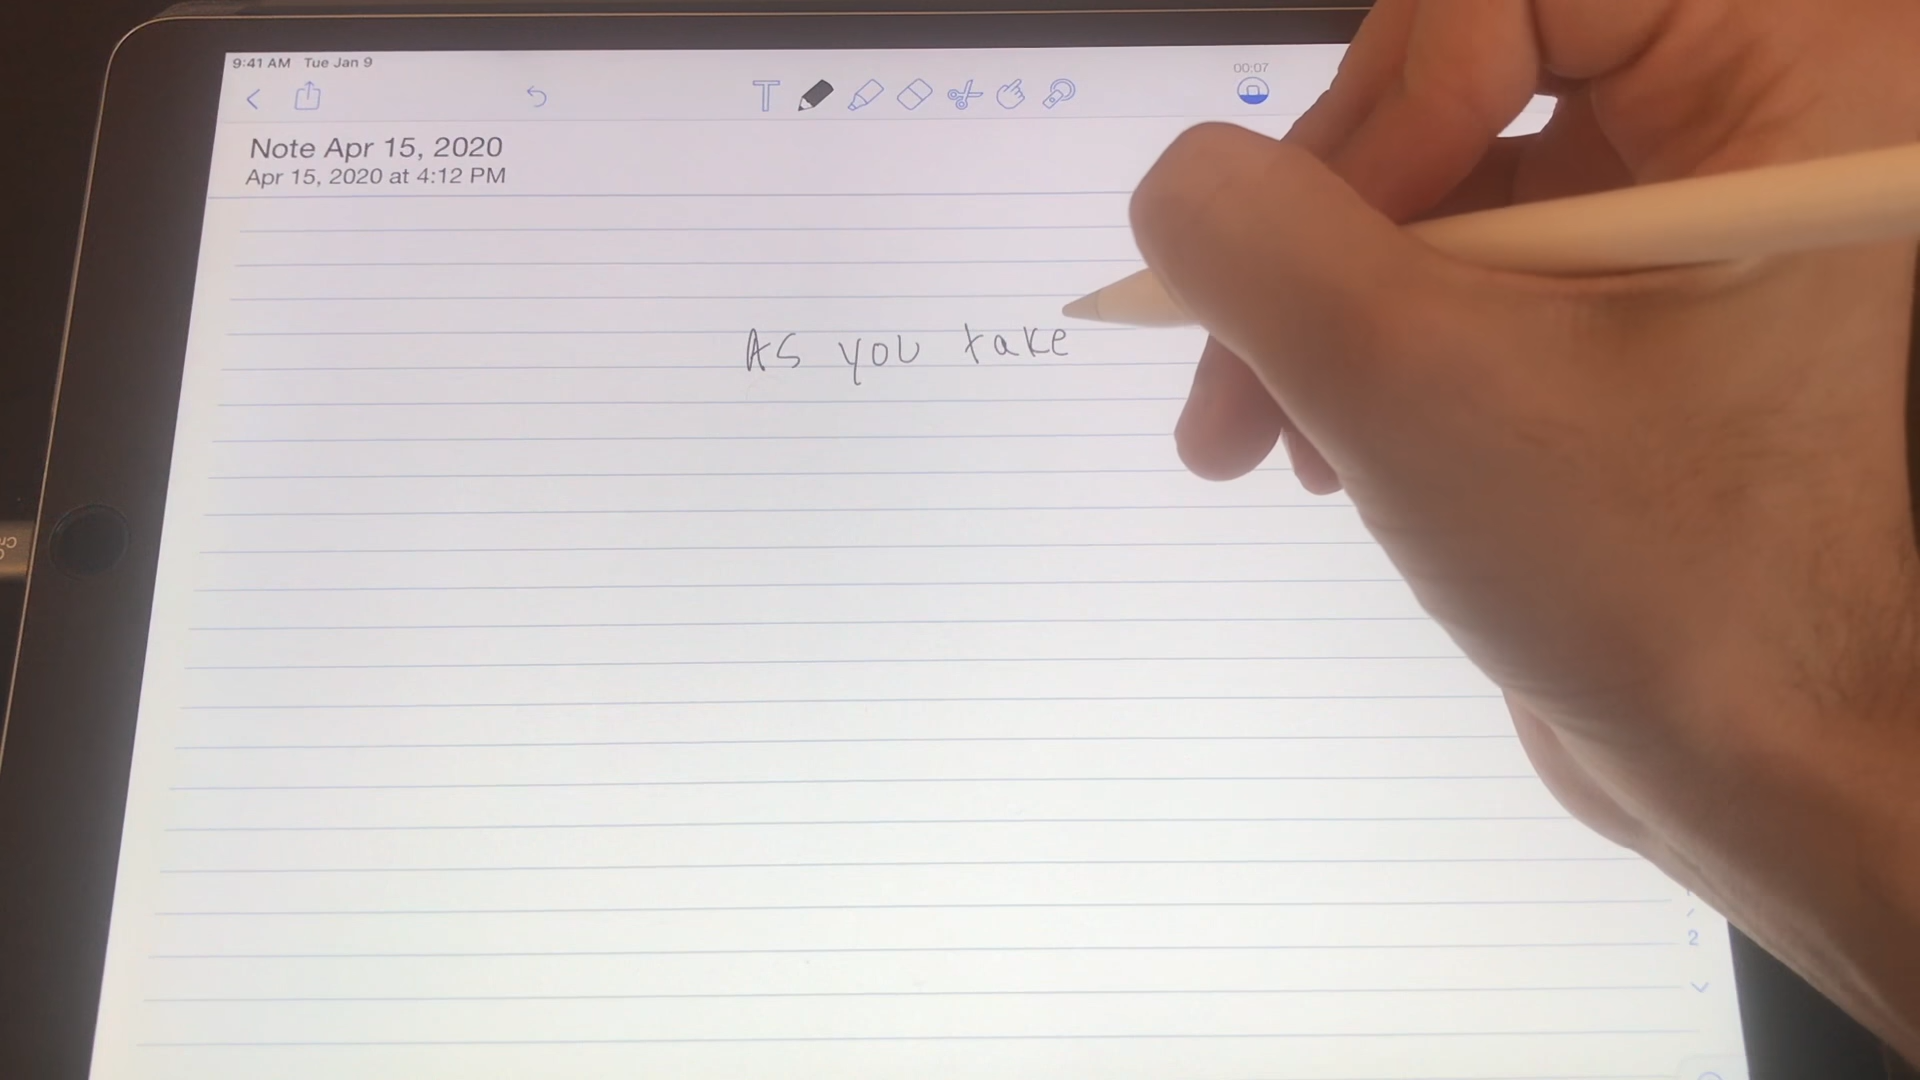 9:41 AM Tue Jan 9
00:07
Note Apr 15, 2020
Apr 15, 2020 at 4:12 PM
As you take
2